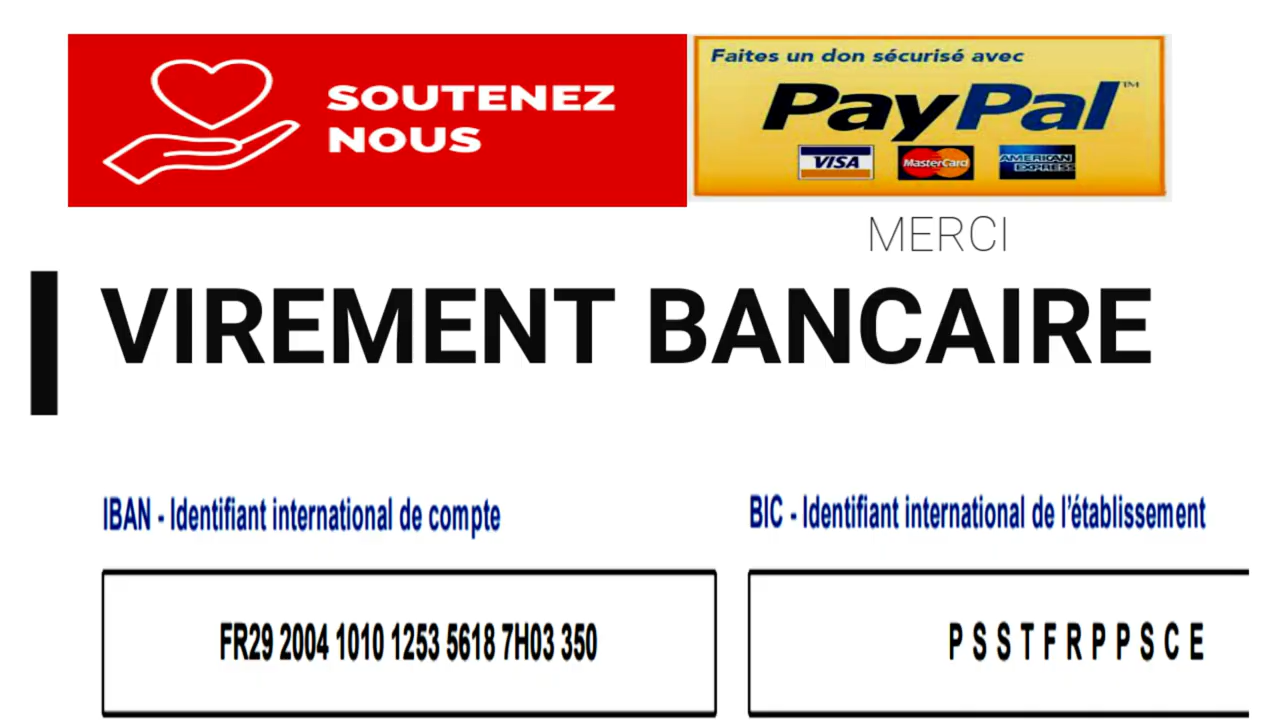 SOUTENEZ
NOUS
Faites un don sécurisé avec
PayPal™
VISA MasterCard AMERICAN EXPRESS
MERCI
VIREMENT BANCAIRE
IBAN - Identifiant international de compte
BIC - Identifiant international de l'établissement
FR29 2004 1010 1253 5618 7H03 350
P S S T F R P P S C E